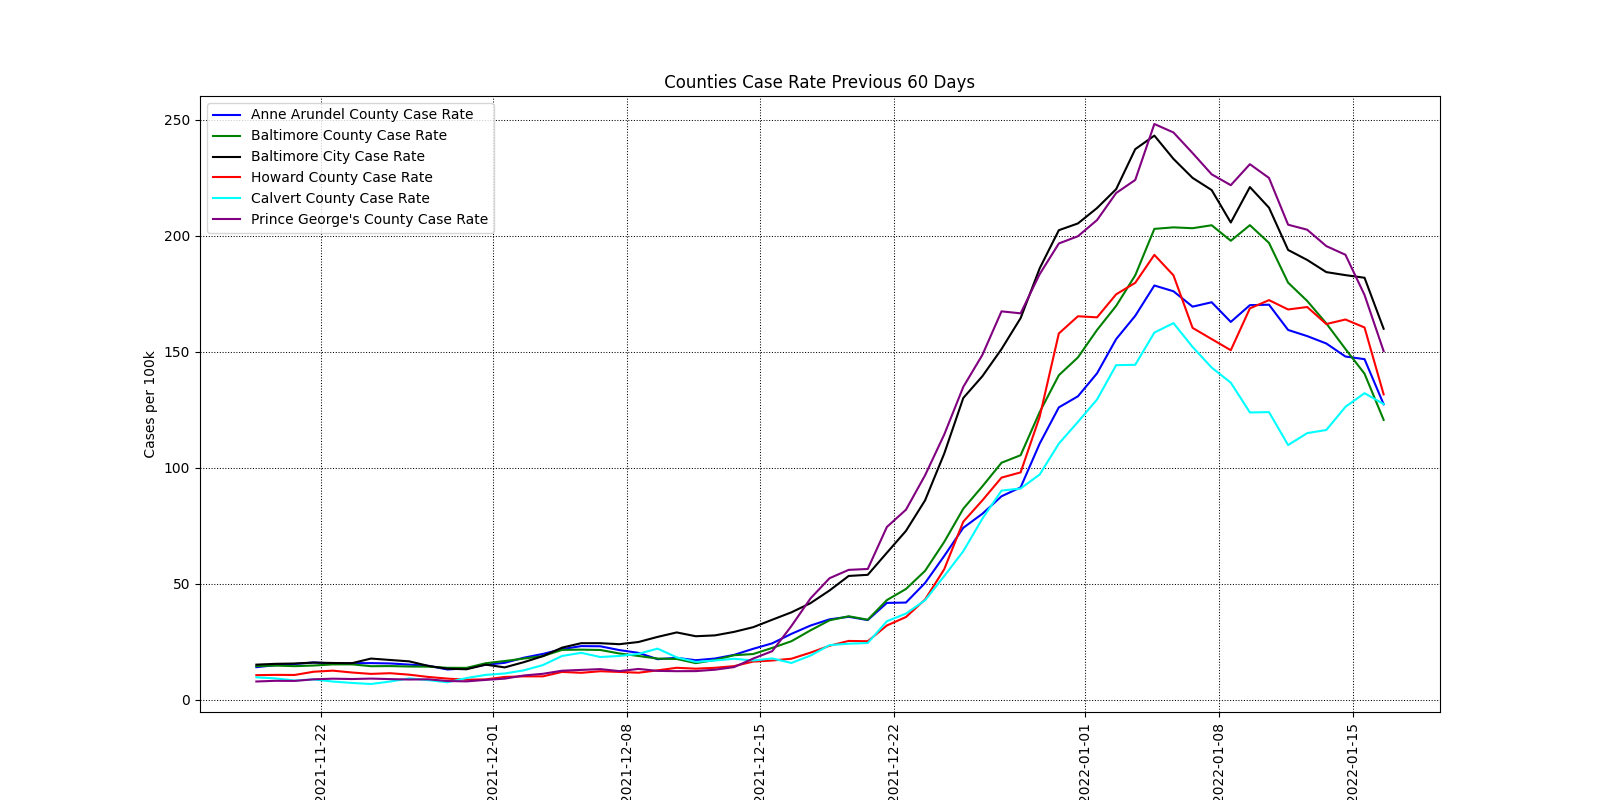 Counties Case Rate Previous 60 Days
Anne Arundel County Case Rate
Baltimore County Case Rate
Baltimore City Case Rate
Howard County Case Rate
Calvert County Case Rate
Prince George's County Case Rate
250
200
150
100
50
0
Cases per 100k
2021-11-22
2021-12-01
2021-12-08
2021-12-15
2021-12-22
2022-01-01
2022-01-08
2022-01-15